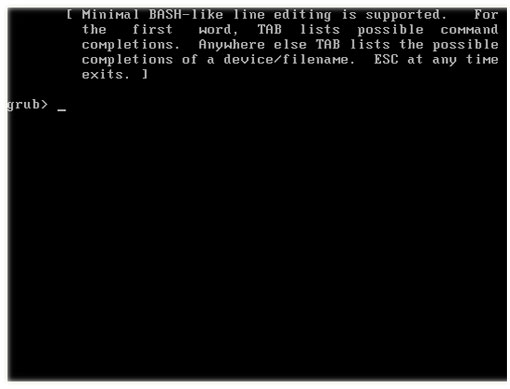 [ Minimal BASH-like line editing is supported. For
the first word, TAB lists possible command
completions. Anywhere else TAB lists the possible
completions of a device/filename. ESC at any time
exits. ]
grub> _